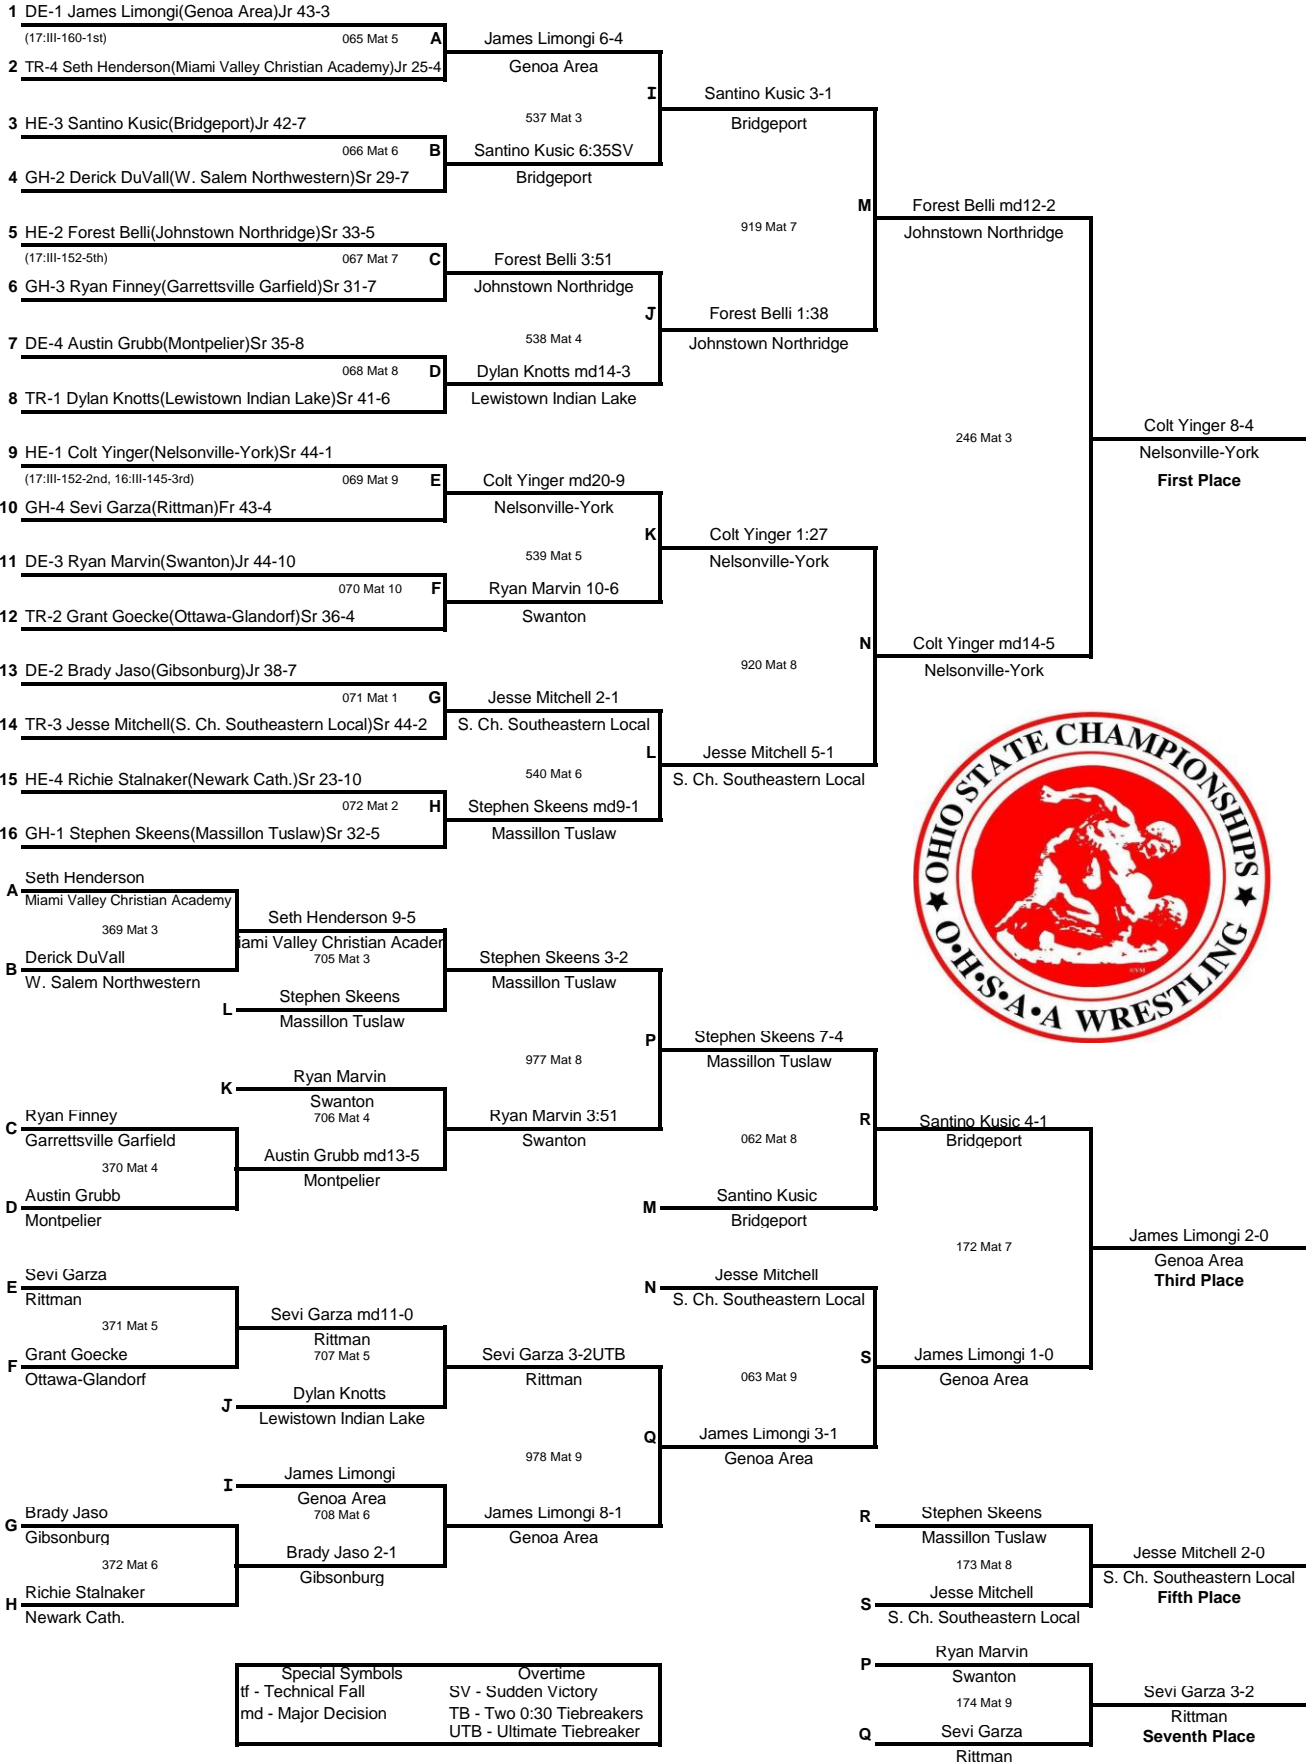 1 DE-1 James Limongi(Genoa Area)Jr 43-3
(17:III-160-1st) 065 Mat 5 A
2 TR-4 Seth Henderson(Miami Valley Christian Academy)Jr 25-4
James Limongi 6-4
Genoa Area
3 HE-3 Santino Kusic(Bridgeport)Jr 42-7
066 Mat 6 B
4 GH-2 Derick DuVall(W. Salem Northwestern)Sr 29-7
I
537 Mat 3
Santino Kusic 6:35SV
Bridgeport
Santino Kusic 3-1
Bridgeport
5 HE-2 Forest Belli(Johnstown Northridge)Sr 33-5
(17:III-152-5th) 067 Mat 7 C
6 GH-3 Ryan Finney(Garrettsville Garfield)Sr 31-7
Forest Belli 3:51
Johnstown Northridge
M
919 Mat 7
Forest Belli md12-2
Johnstown Northridge
7 DE-4 Austin Grubb(Montpelier)Sr 35-8
068 Mat 8 D
8 TR-1 Dylan Knotts(Lewistown Indian Lake)Sr 41-6
J
538 Mat 4
Dylan Knotts md14-3
Lewistown Indian Lake
Forest Belli 1:38
Johnstown Northridge
246 Mat 3
Colt Yinger 8-4
Nelsonville-York
First Place
9 HE-1 Colt Yinger(Nelsonville-York)Sr 44-1
(17:III-152-2nd, 16:III-145-3rd) 069 Mat 9 E
10 GH-4 Sevi Garza(Rittman)Fr 43-4
Colt Yinger md20-9
Nelsonville-York
11 DE-3 Ryan Marvin(Swanton)Jr 44-10
070 Mat 10 F
12 TR-2 Grant Goecke(Ottawa-Glandorf)Sr 36-4
K
539 Mat 5
Ryan Marvin 10-6
Swanton
Colt Yinger 1:27
Nelsonville-York
13 DE-2 Brady Jaso(Gibsonburg)Jr 38-7
071 Mat 1 G
14 TR-3 Jesse Mitchell(S. Ch. Southeastern Local)Sr 44-2
Jesse Mitchell 2-1
S. Ch. Southeastern Local
N
920 Mat 8
Colt Yinger md14-5
Nelsonville-York
15 HE-4 Richie Stalnaker(Newark Cath.)Sr 23-10
072 Mat 2 H
16 GH-1 Stephen Skeens(Massillon Tuslaw)Sr 32-5
L
540 Mat 6
Stephen Skeens md9-1
Massillon Tuslaw
Jesse Mitchell 5-1
S. Ch. Southeastern Local
OHIO STATE CHAMPIONSHIPS
O•H•S•A•A WRESTLING
A Seth Henderson
Miami Valley Christian Academy
369 Mat 3
B Derick DuVall
W. Salem Northwestern
Seth Henderson 9-5
iami Valley Christian Acader
705 Mat 3
L Stephen Skeens
Massillon Tuslaw
Stephen Skeens 3-2
Massillon Tuslaw
K Ryan Marvin
Swanton
706 Mat 4
C Ryan Finney
Garrettsville Garfield
370 Mat 4
D Austin Grubb
Montpelier
Austin Grubb md13-5
Montpelier
P
977 Mat 8
Ryan Marvin 3:51
Swanton
Stephen Skeens 7-4
Massillon Tuslaw
R
062 Mat 8
M Santino Kusic
Bridgeport
Santino Kusic 4-1
Bridgeport
172 Mat 7
James Limongi 2-0
Genoa Area
Third Place
E Sevi Garza
Rittman
371 Mat 5
F Grant Goecke
Ottawa-Glandorf
Sevi Garza md11-0
Rittman
707 Mat 5
J Dylan Knotts
Lewistown Indian Lake
Sevi Garza 3-2UTB
Rittman
N Jesse Mitchell
S. Ch. Southeastern Local
S
063 Mat 9
James Limongi 1-0
Genoa Area
Q
978 Mat 9
James Limongi 3-1
Genoa Area
I James Limongi
Genoa Area
708 Mat 6
G Brady Jaso
Gibsonburg
372 Mat 6
H Richie Stalnaker
Newark Cath.
Brady Jaso 2-1
Gibsonburg
James Limongi 8-1
Genoa Area
R Stephen Skeens
Massillon Tuslaw
173 Mat 8
S Jesse Mitchell
S. Ch. Southeastern Local
Jesse Mitchell 2-0
S. Ch. Southeastern Local
Fifth Place
P Ryan Marvin
Swanton
174 Mat 9
Q Sevi Garza
Rittman
Sevi Garza 3-2
Rittman
Seventh Place
Special Symbols Overtime
tf - Technical Fall SV - Sudden Victory
md - Major Decision TB - Two 0:30 Tiebreakers
UTB - Ultimate Tiebreaker